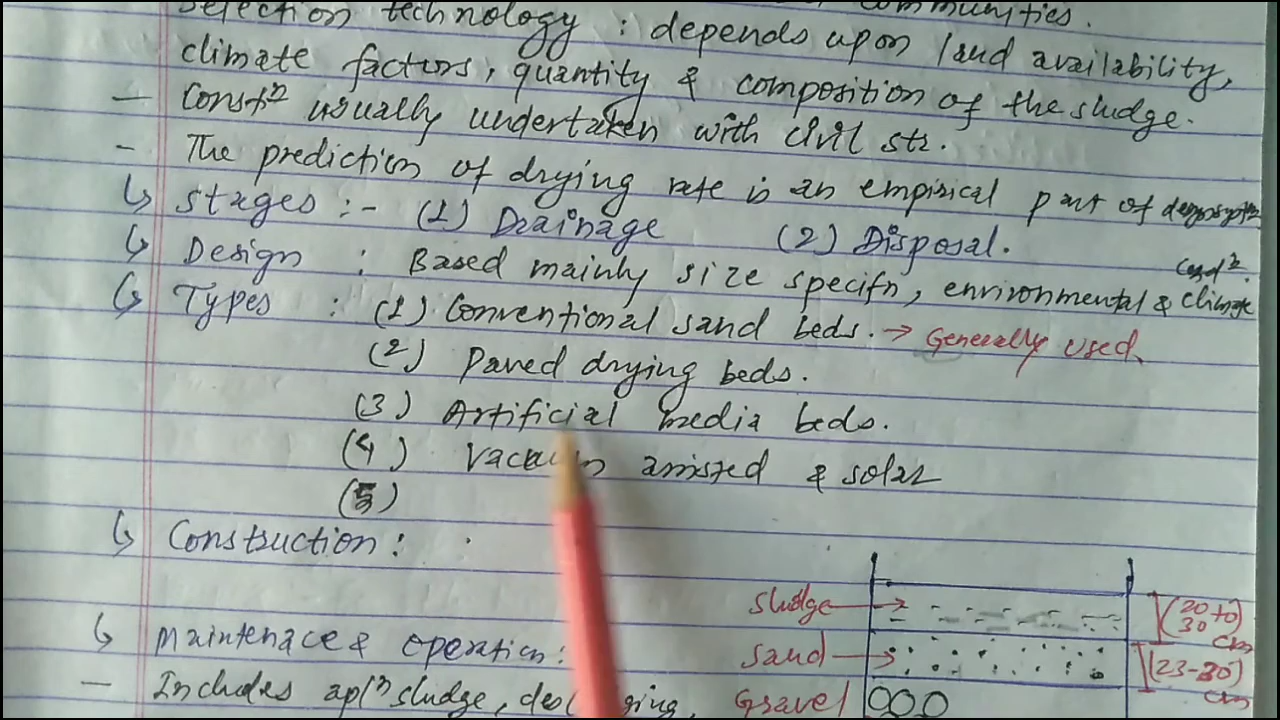 Selection technology : depends upon land availability,
climate factors, quantity & composition of the sludge.
— Constⁿ usually undertaken with civil str.
- The prediction of drying rate is an empirical part of
↳ Stages :- (1) Drainage (2) Disposal.
condⁿ
↳ Design : Based mainly size specifn, environmental & climate
↳ Types : (1) Conventional sand beds. → Generally used.
(2) Paved drying beds.
(3) Artificial media beds.
(4) Vacuum assisted & solar
(5)
↳ Construction :
sludge → (20 to 30 cm
↳ Maintenace & operation :
sand → (23-30) cm
— Includes aplⁿ sludge,
Gravel